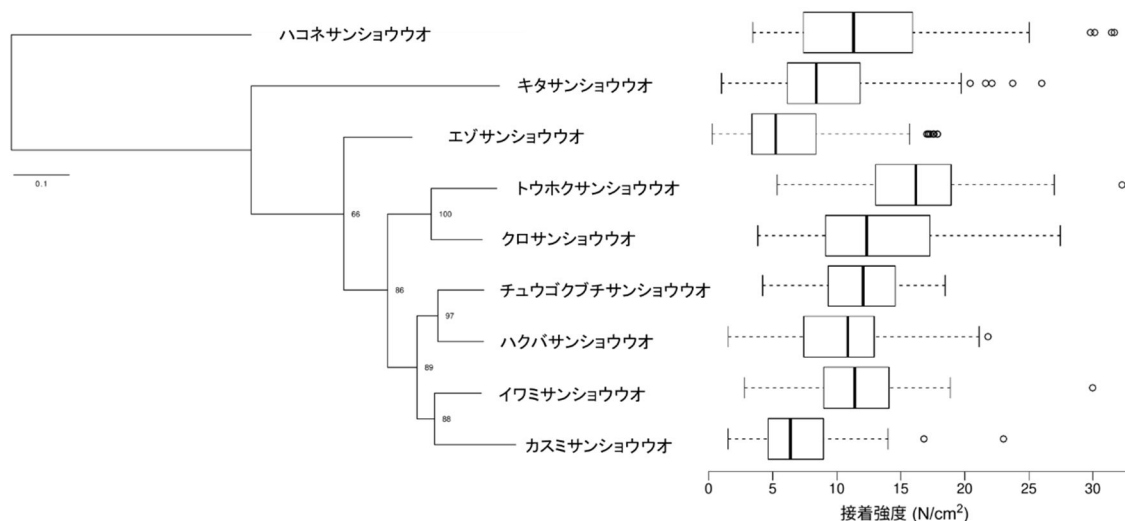 ハコネサンショウウオ
キタサンショウウオ
エゾサンショウウオ
0.1
トウホクサンショウウオ
66
100
クロサンショウウオ
86
チュウゴクブチサンショウウオ
97
ハクバサンショウウオ
89
イワミサンショウウオ
88
カスミサンショウウオ
0 5 10 15 20 25 30
接着強度 (N/cm²)